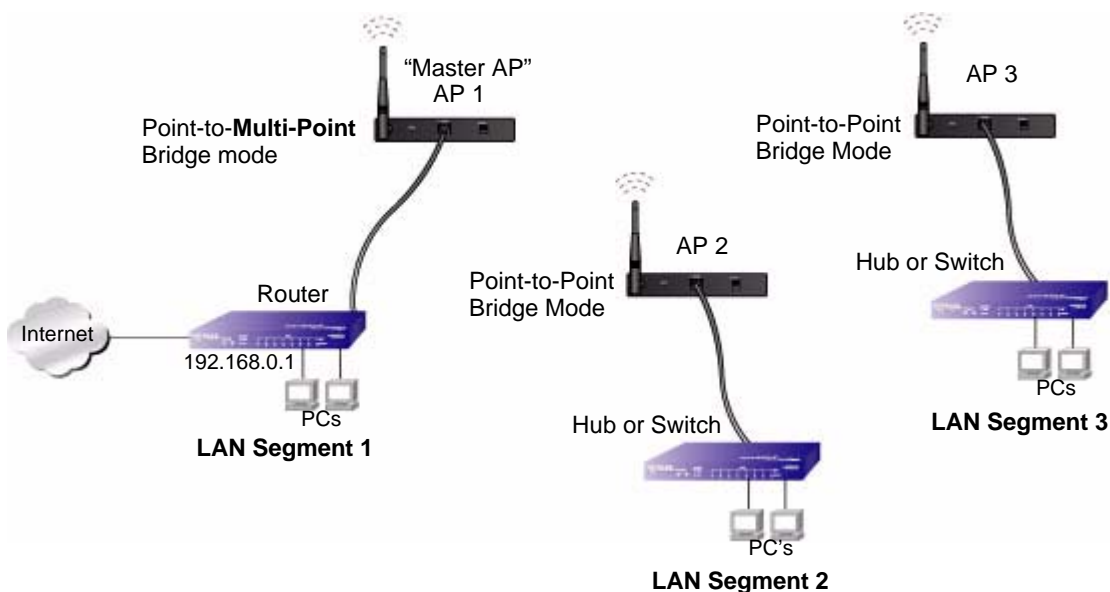 “Master AP”
AP 1
Point-to-Multi-Point
Bridge mode
Router
Internet
192.168.0.1
PCs
LAN Segment 1
AP 2
Point-to-Point
Bridge Mode
Hub or Switch
PC’s
LAN Segment 2
AP 3
Point-to-Point
Bridge Mode
Hub or Switch
PCs
LAN Segment 3